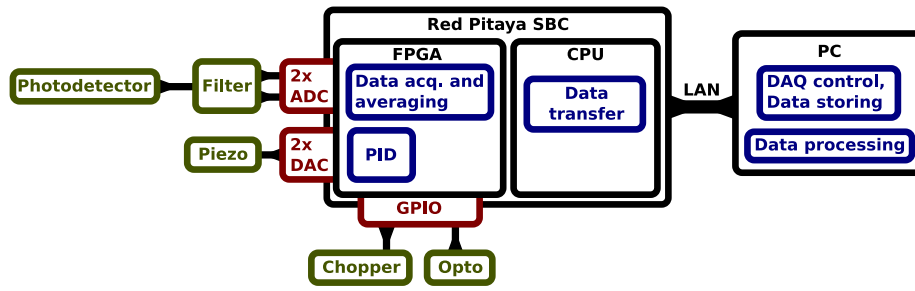 Red Pitaya SBC
FPGA
CPU
PC
Photodetector
Filter
2x
ADC
Data acq. and
averaging
Data
transfer
LAN
DAQ control,
Data storing
Piezo
2x
DAC
PID
Data processing
GPIO
Chopper
Opto